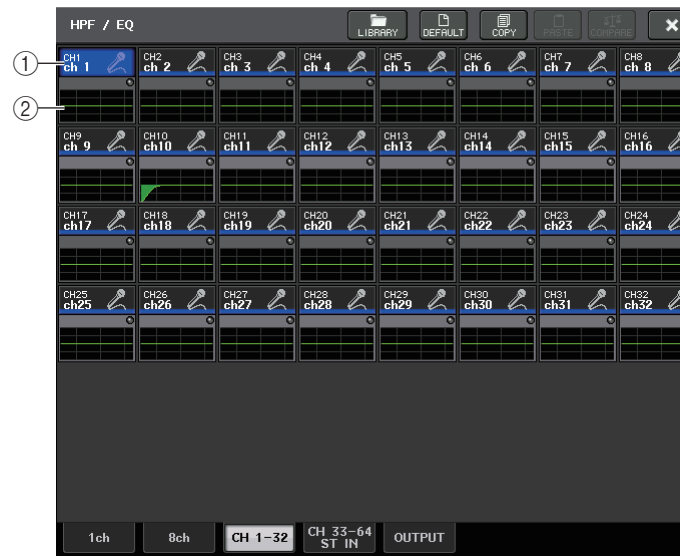 HPF / EQ
LIBRARY DEFAULT COPY PASTE COMPARE
① CH1 CH2 CH3 CH4 CH5 CH6 CH7 CH8
ch 1 ch 2 ch 3 ch 4 ch 5 ch 6 ch 7 ch 8
②
CH9 CH10 CH11 CH12 CH13 CH14 CH15 CH16
ch 9 ch10 ch11 ch12 ch13 ch14 ch15 ch16
CH17 CH18 CH19 CH20 CH21 CH22 CH23 CH24
ch17 ch18 ch19 ch20 ch21 ch22 ch23 ch24
CH25 CH26 CH27 CH28 CH29 CH30 CH31 CH32
ch25 ch26 ch27 ch28 ch29 ch30 ch31 ch32
1ch 8ch CH 1-32 CH 33-64 OUTPUT
ST IN